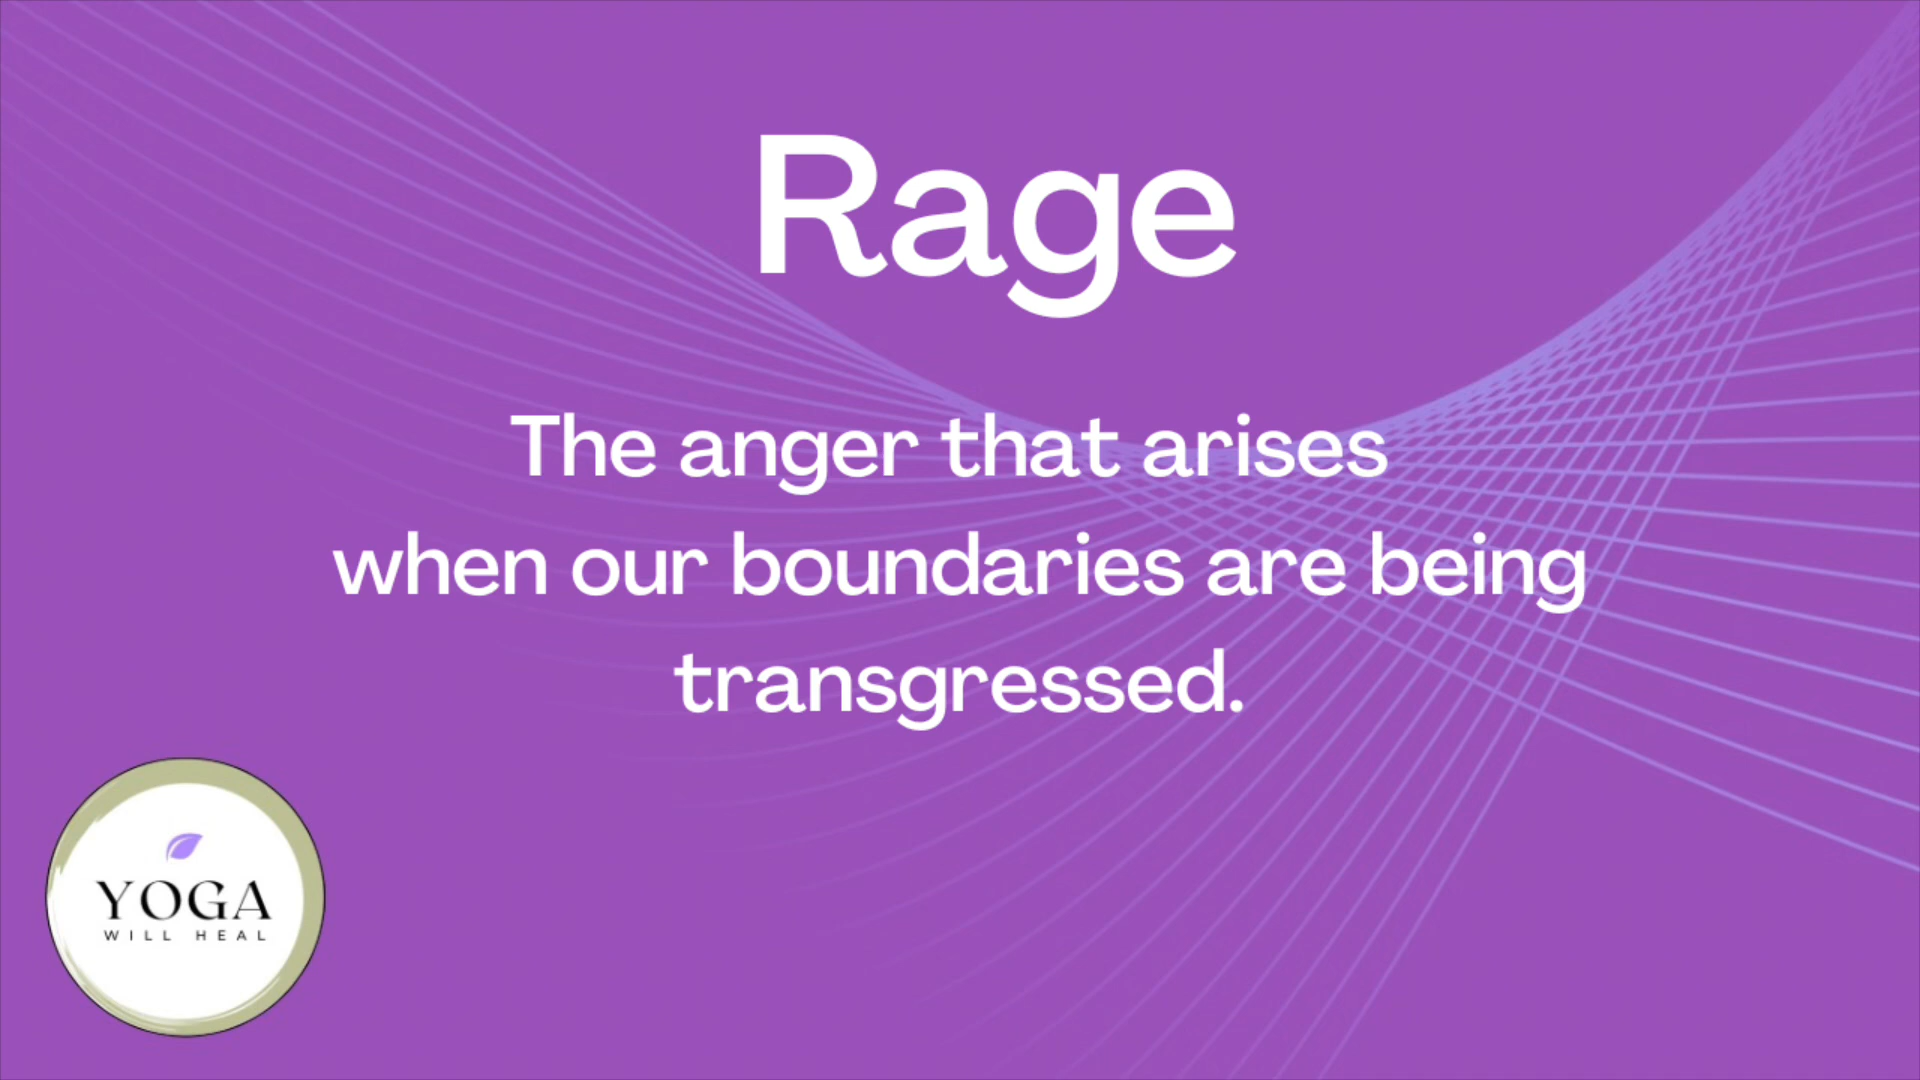 Rage
The anger that arises
when our boundaries are being
transgressed.
YOGA
WILL HEAL